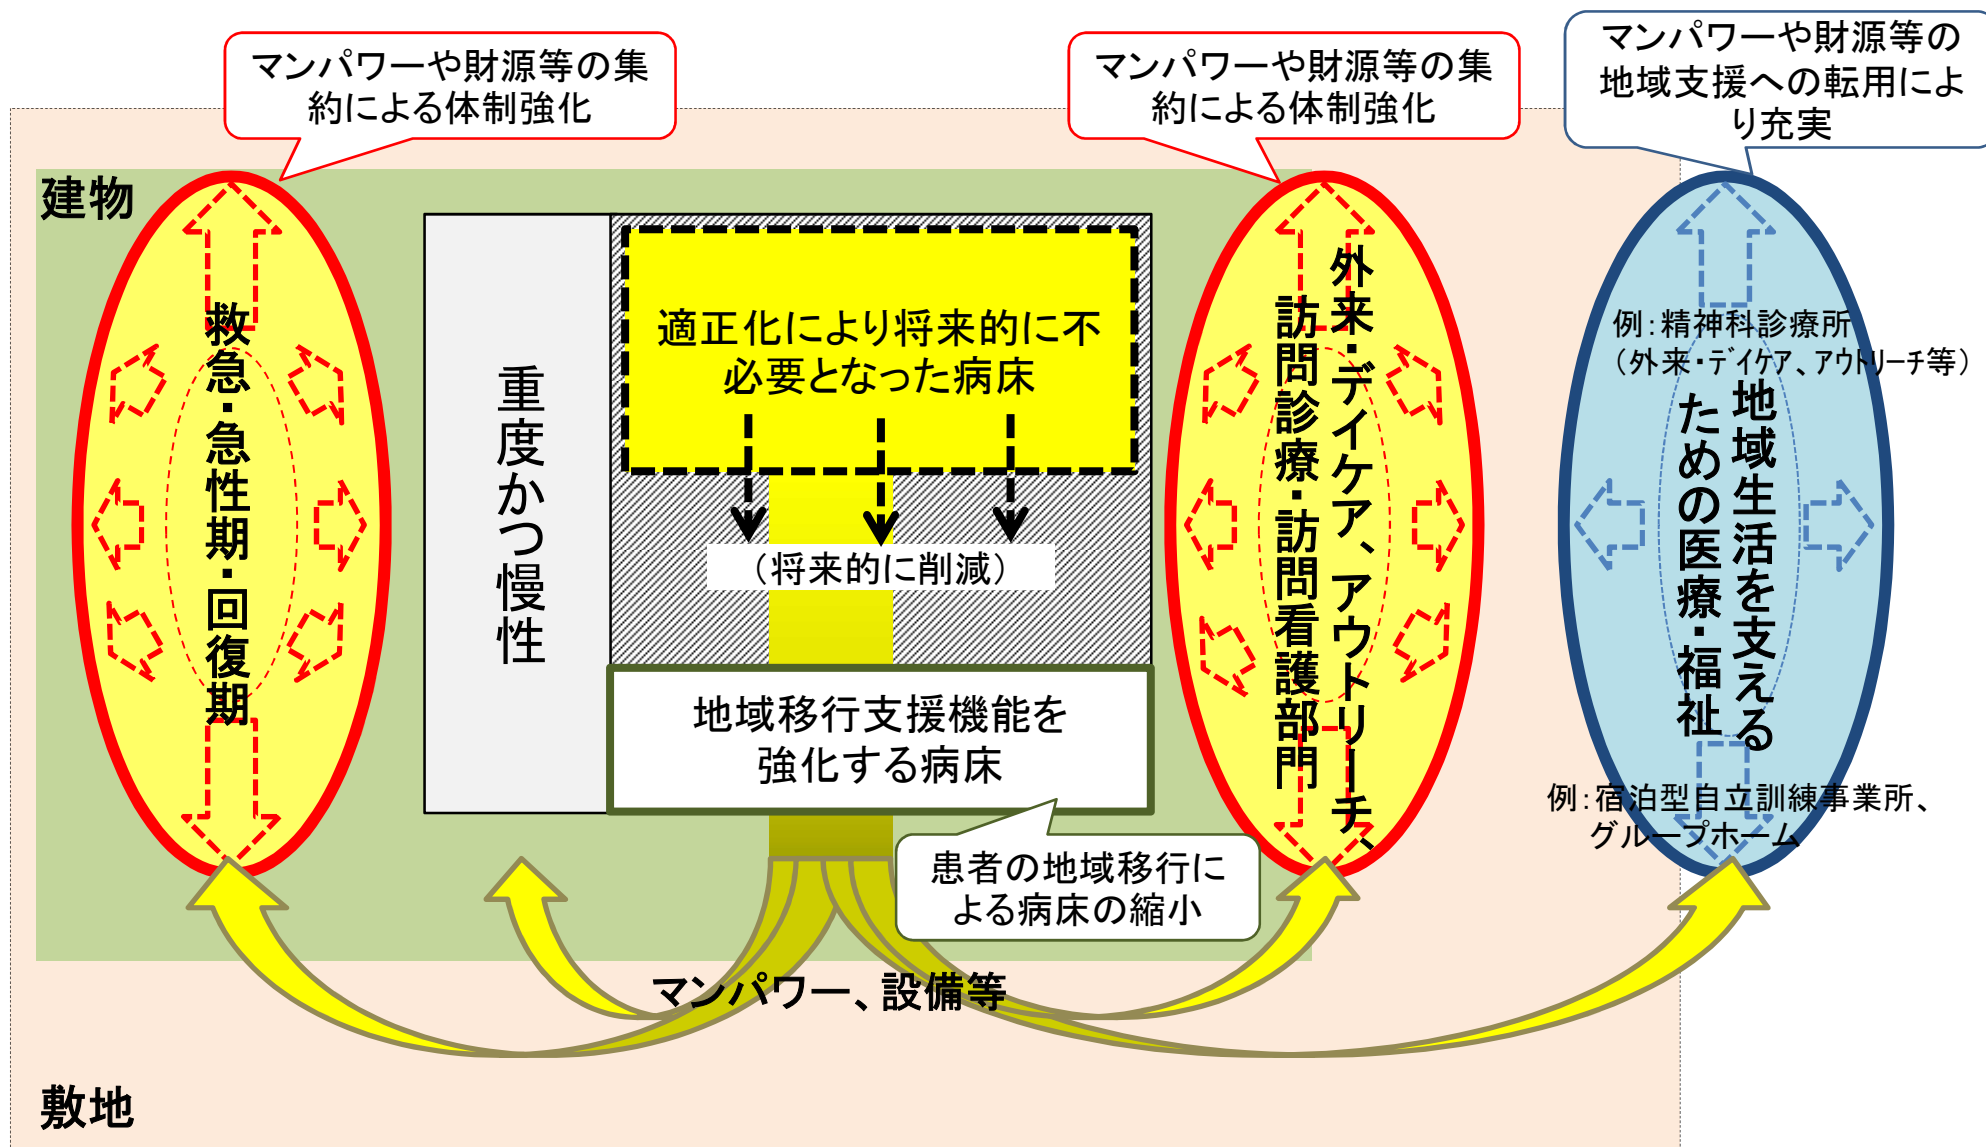 マンパワーや財源等の集
約による体制強化
マンパワーや財源等の集
約による体制強化
マンパワーや財源等の
地域支援への転用によ
り充実
建物
救急・急性期・回復期
重度かつ慢性
適正化により将来的に不
必要となった病床
（将来的に削減）
地域移行支援機能を
強化する病床
患者の地域移行に
よる病床の縮小
外来・デイケア、アウトリーチ、
訪問診療・訪問看護部門
例：精神科診療所
（外来・デイケア、アウトリーチ等）
地域生活を支える
ための医療・福祉
例：宿泊型自立訓練事業所、
グループホーム
マンパワー、設備等
敷地